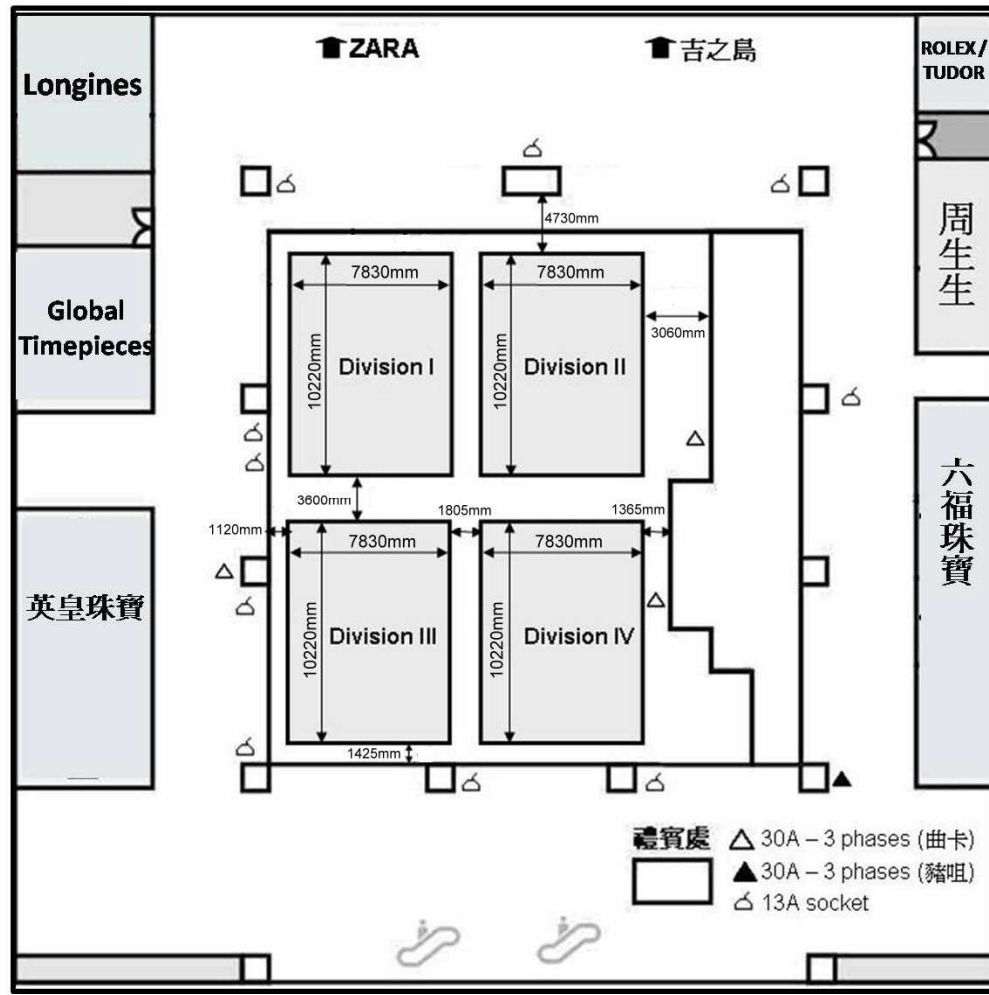 ZARA
吉之島
Longines
ROLEX/
TUDOR
4730mm
周生生
7830mm
7830mm
Global
Timepieces
3060mm
10220mm
Division I
10220mm
Division II
六福珠寶
3600mm
1805mm
1365mm
1120mm
7830mm
7830mm
英皇珠寶
10220mm
Division III
10220mm
Division IV
1425mm
禮賓處
30A – 3 phases (曲卡)
30A – 3 phases (豬咀)
13A socket